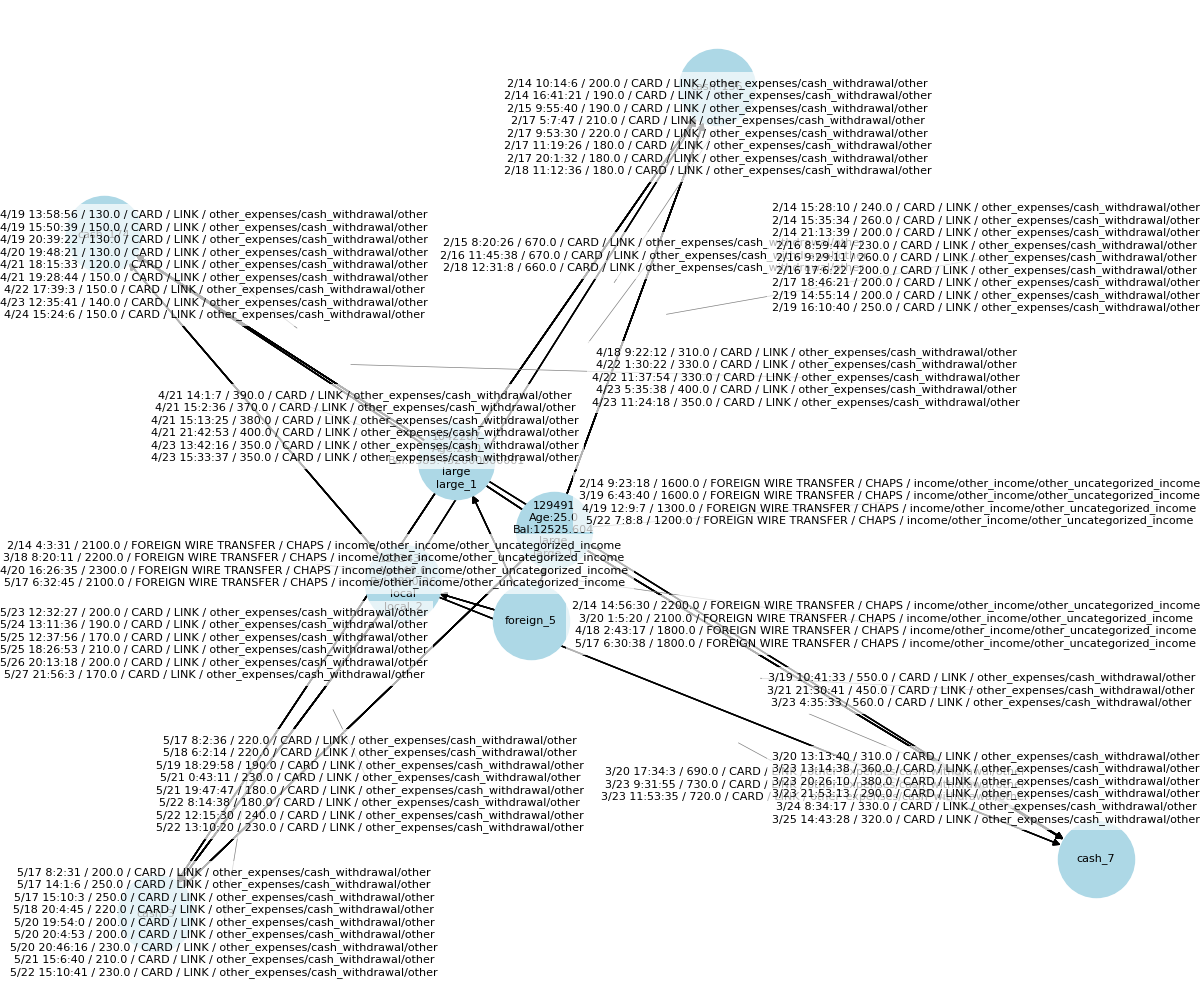 2/14 10:14:6 / 200.0 / CARD / LINK / other_expenses/cash_withdrawal/other
2/14 16:41:21 / 190.0 / CARD / LINK / other_expenses/cash_withdrawal/other
2/15 9:55:40 / 190.0 / CARD / LINK / other_expenses/cash_withdrawal/other
2/17 5:7:47 / 210.0 / CARD / LINK / other_expenses/cash_withdrawal/other
2/17 9:53:30 / 220.0 / CARD / LINK / other_expenses/cash_withdrawal/other
2/17 11:19:26 / 180.0 / CARD / LINK / other_expenses/cash_withdrawal/other
2/17 20:1:32 / 180.0 / CARD / LINK / other_expenses/cash_withdrawal/other
2/18 11:12:36 / 180.0 / CARD / LINK / other_expenses/cash_withdrawal/other
4/19 13:58:56 / 130.0 / CARD / LINK / other_expenses/cash_withdrawal/other
4/19 15:50:39 / 150.0 / CARD / LINK / other_expenses/cash_withdrawal/other
4/19 20:39:22 / 130.0 / CARD / LINK / other_expenses/cash_withdrawal/other
4/20 19:48:21 / 130.0 / CARD / LINK / other_expenses/cash_withdrawal/other
4/21 18:15:33 / 120.0 / CARD / LINK / other_expenses/cash_withdrawal/other
4/21 19:28:44 / 150.0 / CARD / LINK / other_expenses/cash_withdrawal/other
4/22 17:39:3 / 150.0 / CARD / LINK / other_expenses/cash_withdrawal/other
4/23 12:35:41 / 140.0 / CARD / LINK / other_expenses/cash_withdrawal/other
4/24 15:24:6 / 150.0 / CARD / LINK / other_expenses/cash_withdrawal/other
2/15 8:20:26 / 670.0 / CARD / LINK / other_expenses/cash_
2/16 11:45:38 / 670.0 / CARD / LINK / other_expenses/cash_
2/18 12:31:8 / 660.0 / CARD / LINK / other_expenses/cash_
2/14 15:28:10 / 240.0 / CARD / LINK / other_expenses/cash_withdrawal/other
2/14 15:35:34 / 260.0 / CARD / LINK / other_expenses/cash_withdrawal/other
2/14 21:13:39 / 200.0 / CARD / LINK / other_expenses/cash_withdrawal/other
2/16 8:59:44 / 230.0 / CARD / LINK / other_expenses/cash_withdrawal/other
2/16 9:29:11 / 260.0 / CARD / LINK / other_expenses/cash_withdrawal/other
2/16 17:6:22 / 200.0 / CARD / LINK / other_expenses/cash_withdrawal/other
2/17 18:46:21 / 200.0 / CARD / LINK / other_expenses/cash_withdrawal/other
2/19 14:55:14 / 200.0 / CARD / LINK / other_expenses/cash_withdrawal/other
2/19 16:10:40 / 250.0 / CARD / LINK / other_expenses/cash_withdrawal/other
4/18 9:22:12 / 310.0 / CARD / LINK / other_expenses/cash_withdrawal/other
4/22 1:30:22 / 330.0 / CARD / LINK / other_expenses/cash_withdrawal/other
4/22 11:37:54 / 330.0 / CARD / LINK / other_expenses/cash_withdrawal/other
4/23 5:35:38 / 400.0 / CARD / LINK / other_expenses/cash_withdrawal/other
4/23 11:24:18 / 350.0 / CARD / LINK / other_expenses/cash_withdrawal/other
4/21 14:1:7 / 390.0 / CARD / LINK / other_expenses/cash_withdrawal/other
4/21 15:2:36 / 370.0 / CARD / LINK / other_expenses/cash_withdrawal/other
4/21 15:13:25 / 380.0 / CARD / LINK / other_expenses/cash_withdrawal/other
4/21 21:42:53 / 400.0 / CARD / LINK / other_expenses/cash_withdrawal/other
4/23 13:42:16 / 350.0 / CARD / LINK / other_expenses/cash_withdrawal/other
4/23 15:33:37 / 350.0 / CARD / LINK / other_expenses/cash_withdrawal/other
large
large_1
2/14 9:23:18 / 1600.0 / FOREIGN WIRE TRANSFER / CHAPS / income/other_income/other_uncategorized_income
3/19 6:43:40 / 1600.0 / FOREIGN WIRE TRANSFER / CHAPS / income/other_income/other_uncategorized_income
4/19 12:9:7 / 1300.0 / FOREIGN WIRE TRANSFER / CHAPS / income/other_income/other_uncategorized_income
5/22 7:8:8 / 1200.0 / FOREIGN WIRE TRANSFER / CHAPS / income/other_income/other_uncategorized_income
129491
Age:25.0
2/14 4:3:31 / 2100.0 / FOREIGN WIRE TRANSFER / CHAPS / income/other_income/other_uncategorized_income
3/18 8:20:11 / 2200.0 / FOREIGN WIRE TRANSFER / CHAPS / income/other_income/other_uncategorized_income
4/20 16:26:35 / 2300.0 / FOREIGN WIRE TRANSFER / CHAPS / income/other_income/other_uncategorized_income
5/17 6:32:45 / 2100.0 / FOREIGN WIRE TRANSFER / CHAPS / income/other_income/other_uncategorized_income
local
foreign_5
2/14 14:56:30 / 2200.0 / FOREIGN WIRE TRANSFER / CHAPS / income/other_income/other_uncategorized_income
3/20 1:5:20 / 2100.0 / FOREIGN WIRE TRANSFER / CHAPS / income/other_income/other_uncategorized_income
4/18 2:43:17 / 1800.0 / FOREIGN WIRE TRANSFER / CHAPS / income/other_income/other_uncategorized_income
5/17 6:30:38 / 1800.0 / FOREIGN WIRE TRANSFER / CHAPS / income/other_income/other_uncategorized_income
5/23 12:32:27 / 200.0 / CARD / LINK / other_expenses/cash_withdrawal/other
5/24 13:11:36 / 190.0 / CARD / LINK / other_expenses/cash_withdrawal/other
5/25 12:37:56 / 170.0 / CARD / LINK / other_expenses/cash_withdrawal/other
5/25 18:26:53 / 210.0 / CARD / LINK / other_expenses/cash_withdrawal/other
5/26 20:13:18 / 200.0 / CARD / LINK / other_expenses/cash_withdrawal/other
5/27 21:56:3 / 170.0 / CARD / LINK / other_expenses/cash_withdrawal/other
3/19 10:41:33 / 550.0 / CARD / LINK / other_expenses/cash_withdrawal/other
3/21 21:30:41 / 450.0 / CARD / LINK / other_expenses/cash_withdrawal/other
3/23 4:35:33 / 560.0 / CARD / LINK / other_expenses/cash_withdrawal/other
5/17 8:2:36 / 220.0 / CARD / LINK / other_expenses/cash_withdrawal/other
5/18 6:2:14 / 220.0 / CARD / LINK / other_expenses/cash_withdrawal/other
5/19 18:29:58 / 190.0 / CARD / LINK / other_expenses/cash_withdrawal/other
5/21 0:43:11 / 230.0 / CARD / LINK / other_expenses/cash_withdrawal/other
5/21 19:47:47 / 180.0 / CARD / LINK / other_expenses/cash_withdrawal/other
5/22 8:14:38 / 180.0 / CARD / LINK / other_expenses/cash_withdrawal/other
5/22 12:15:30 / 240.0 / CARD / LINK / other_expenses/cash_withdrawal/other
5/22 13:10:20 / 230.0 / CARD / LINK / other_expenses/cash_withdrawal/other
3/20 17:34:3 / 690.0 / CARD /
3/23 9:31:55 / 730.0 / CARD /
3/23 11:53:35 / 720.0 / CARD /
3/20 13:13:40 / 310.0 / CARD / LINK / other_expenses/cash_withdrawal/other
3/23 13:14:38 / 360.0 / CARD / LINK / other_expenses/cash_withdrawal/other
3/23 20:26:10 / 380.0 / CARD / LINK / other_expenses/cash_withdrawal/other
3/23 21:53:13 / 290.0 / CARD / LINK / other_expenses/cash_withdrawal/other
3/24 8:34:17 / 330.0 / CARD / LINK / other_expenses/cash_withdrawal/other
3/25 14:43:28 / 320.0 / CARD / LINK / other_expenses/cash_withdrawal/other
cash_7
5/17 8:2:31 / 200.0 / CARD / LINK / other_expenses/cash_withdrawal/other
5/17 14:1:6 / 250.0 / CARD / LINK / other_expenses/cash_withdrawal/other
5/17 15:10:3 / 250.0 / CARD / LINK / other_expenses/cash_withdrawal/other
5/18 20:4:45 / 220.0 / CARD / LINK / other_expenses/cash_withdrawal/other
5/20 19:54:0 / 200.0 / CARD / LINK / other_expenses/cash_withdrawal/other
5/20 20:4:53 / 200.0 / CARD / LINK / other_expenses/cash_withdrawal/other
5/20 20:46:16 / 230.0 / CARD / LINK / other_expenses/cash_withdrawal/other
5/21 15:6:40 / 210.0 / CARD / LINK / other_expenses/cash_withdrawal/other
5/22 15:10:41 / 230.0 / CARD / LINK / other_expenses/cash_withdrawal/other